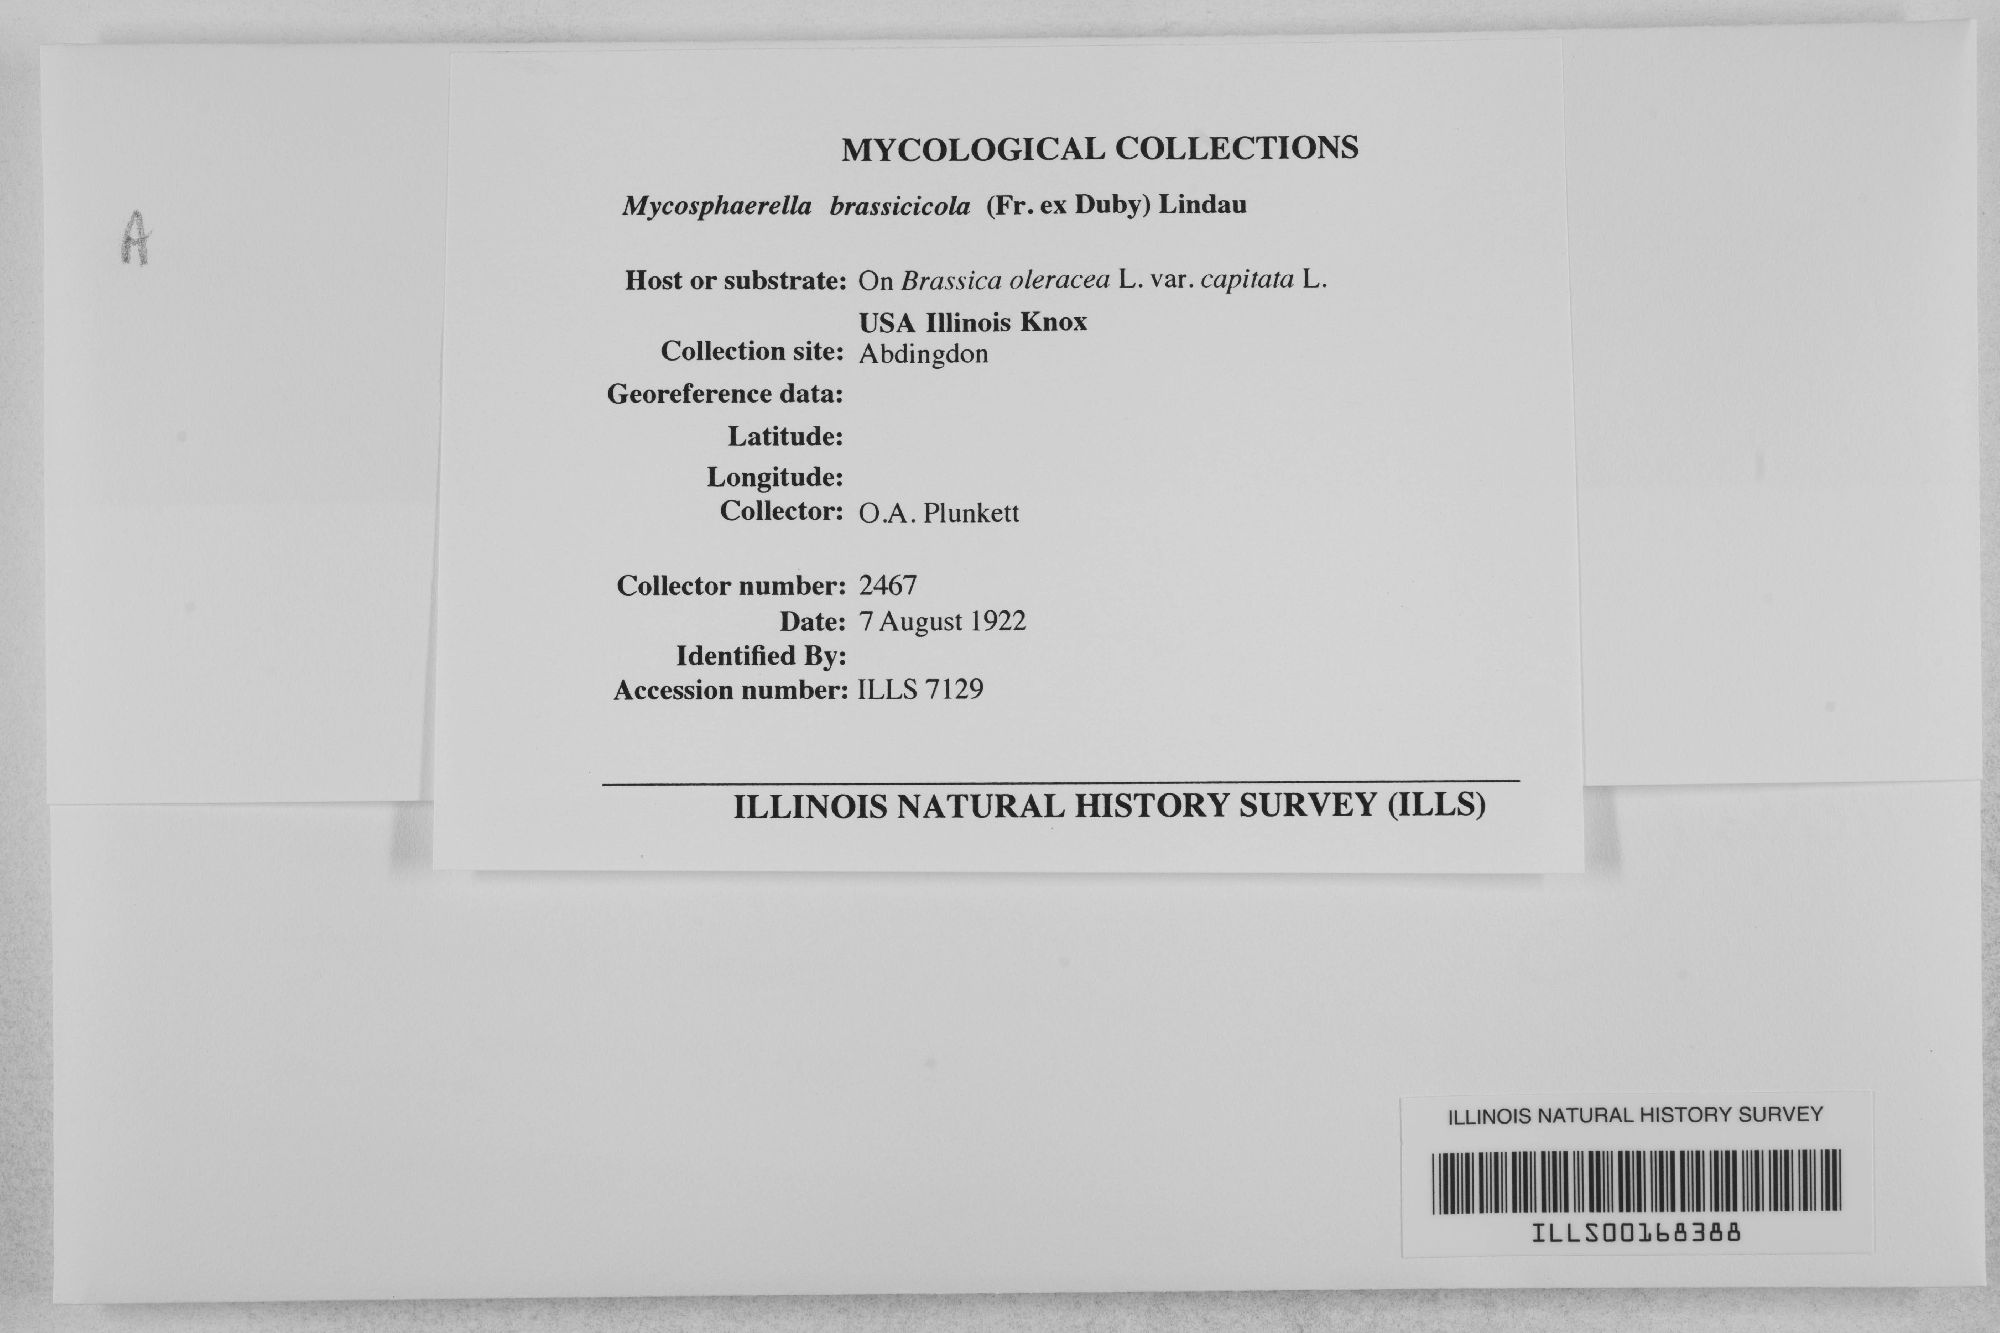 A
MYCOLOGICAL COLLECTIONS
Mycosphaerella brassicicola (Fr. ex Duby) Lindau
Host or substrate: On Brassica oleracea L. var. capitata L.
USA Illinois Knox
Collection site: Abdingdon
Georeference data:
Latitude:
Longitude:
Collector: O.A. Plunkett
Collector number: 2467
Date: 7 August 1922
Identified By:
Accession number: ILLS 7129
ILLINOIS NATURAL HISTORY SURVEY (ILLS)
ILLINOIS NATURAL HISTORY SURVEY
ILLS00168388